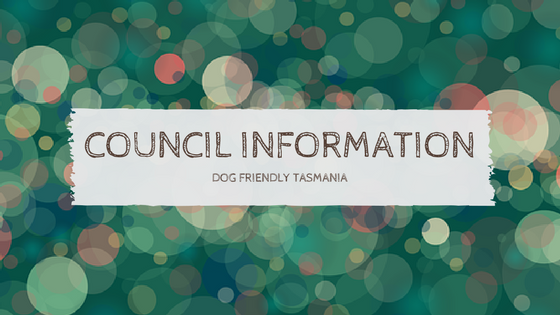 COUNCIL INFORMATION
DOG FRIENDLY TASMANIA